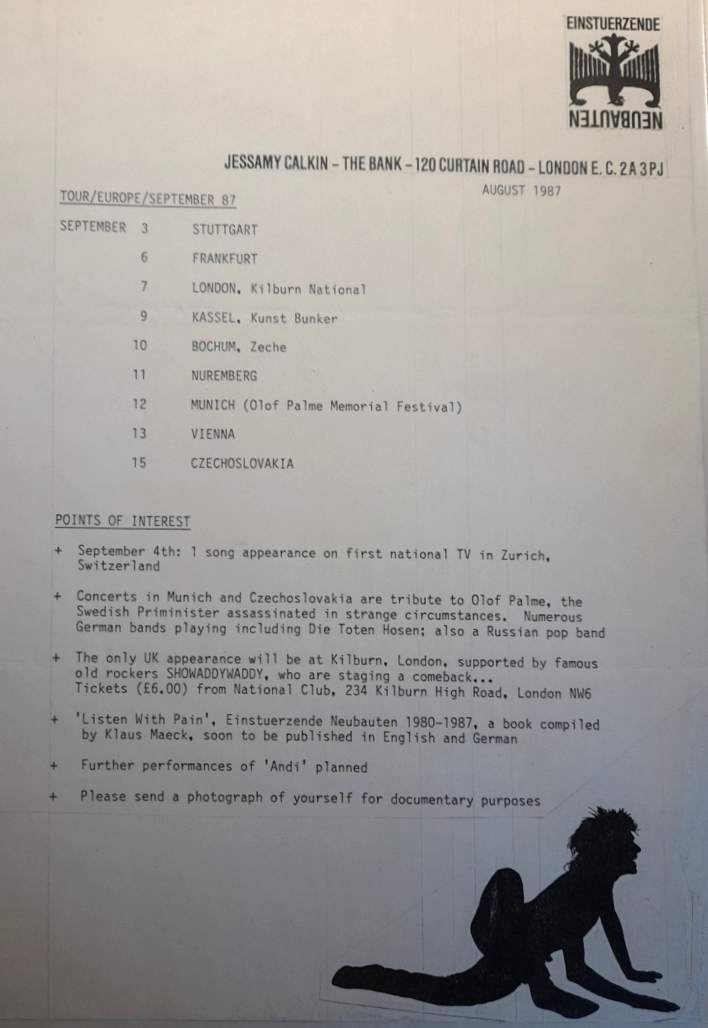 EINSTUERZENDE
NEUBAUTEN
JESSAMY CALKIN – THE BANK – 120 CURTAIN ROAD – LONDON E. C. 2A 3PJ
AUGUST 1987
TOUR/EUROPE/SEPTEMBER 87
SEPTEMBER 3 STUTTGART
6 FRANKFURT
7 LONDON, Kilburn National
9 KASSEL, Kunst Bunker
10 BOCHUM, Zeche
11 NUREMBERG
12 MUNICH (Olof Palme Memorial Festival)
13 VIENNA
15 CZECHOSLOVAKIA
POINTS OF INTEREST
+ September 4th: 1 song appearance on first national TV in Zurich,
Switzerland
+ Concerts in Munich and Czechoslovakia are tribute to Olof Palme, the
Swedish Priminister assassinated in strange circumstances. Numerous
German bands playing including Die Toten Hosen; also a Russian pop band
+ The only UK appearance will be at Kilburn, London, supported by famous
old rockers SHOWADDYWADDY, who are staging a comeback...
Tickets (£6.00) from National Club, 234 Kilburn High Road, London NW6
+ 'Listen With Pain', Einstuerzende Neubauten 1980-1987, a book compiled
by Klaus Maeck, soon to be published in English and German
+ Further performances of 'Andi' planned
+ Please send a photograph of yourself for documentary purposes